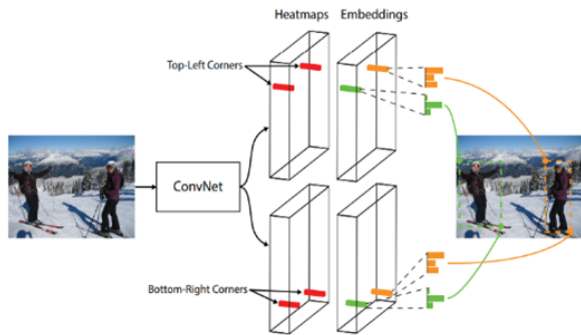 Heatmaps Embeddings
Top-Left Corners
ConvNet
Bottom-Right Corners